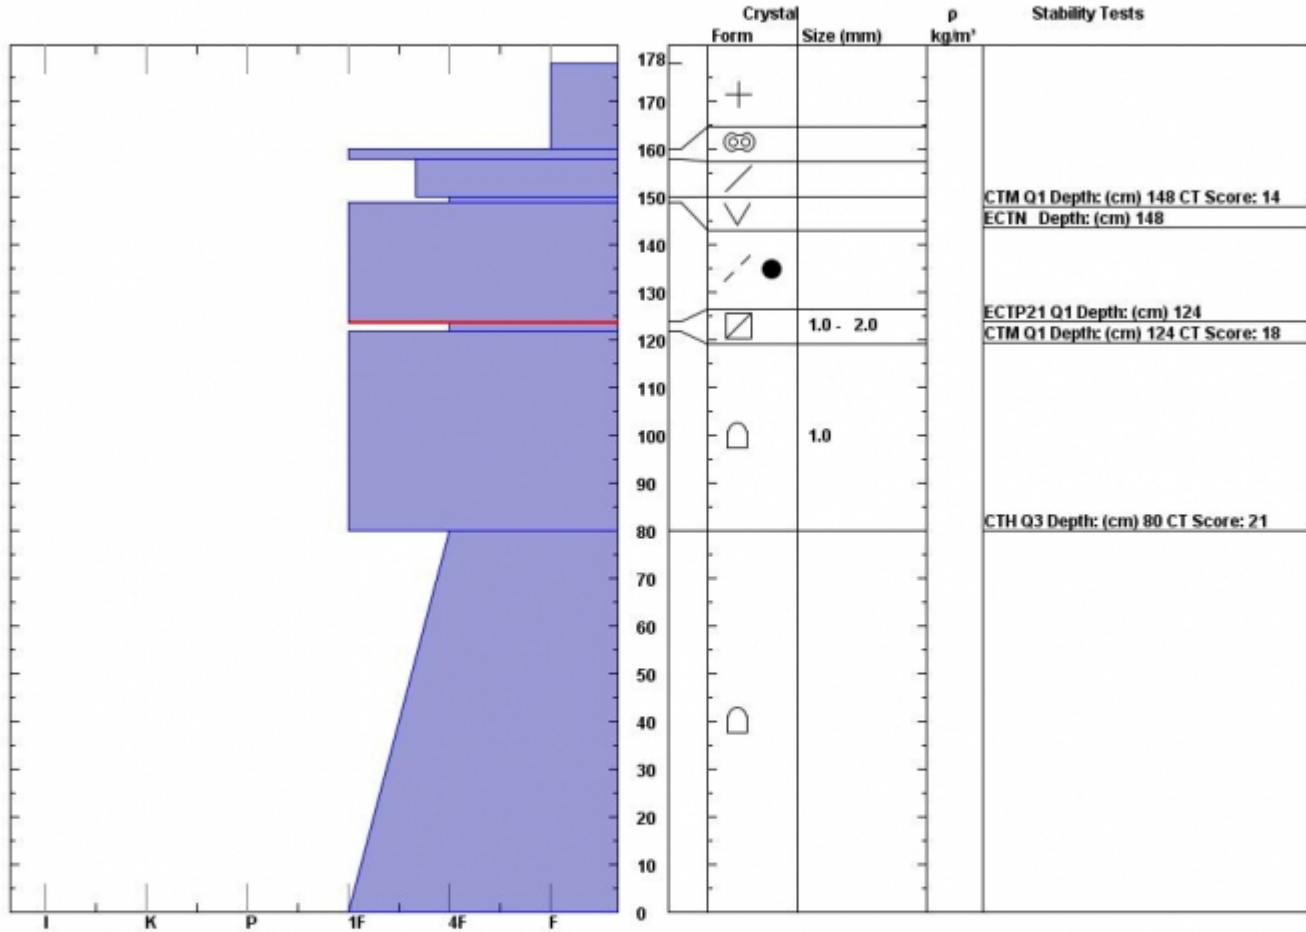 Crystal ρ Stability Tests
Form Size (mm) kg/m³
178
170
160
150
CTM Q1 Depth: (cm) 148 CT Score: 14
ECTN Depth: (cm) 148
140
130
ECTP21 Q1 Depth: (cm) 124
1.0 - 2.0
CTM Q1 Depth: (cm) 124 CT Score: 18
120
110
100 1.0
90
CTH Q3 Depth: (cm) 80 CT Score: 21
80
70
60
50
40
30
20
10
0
I K P 1F 4F F